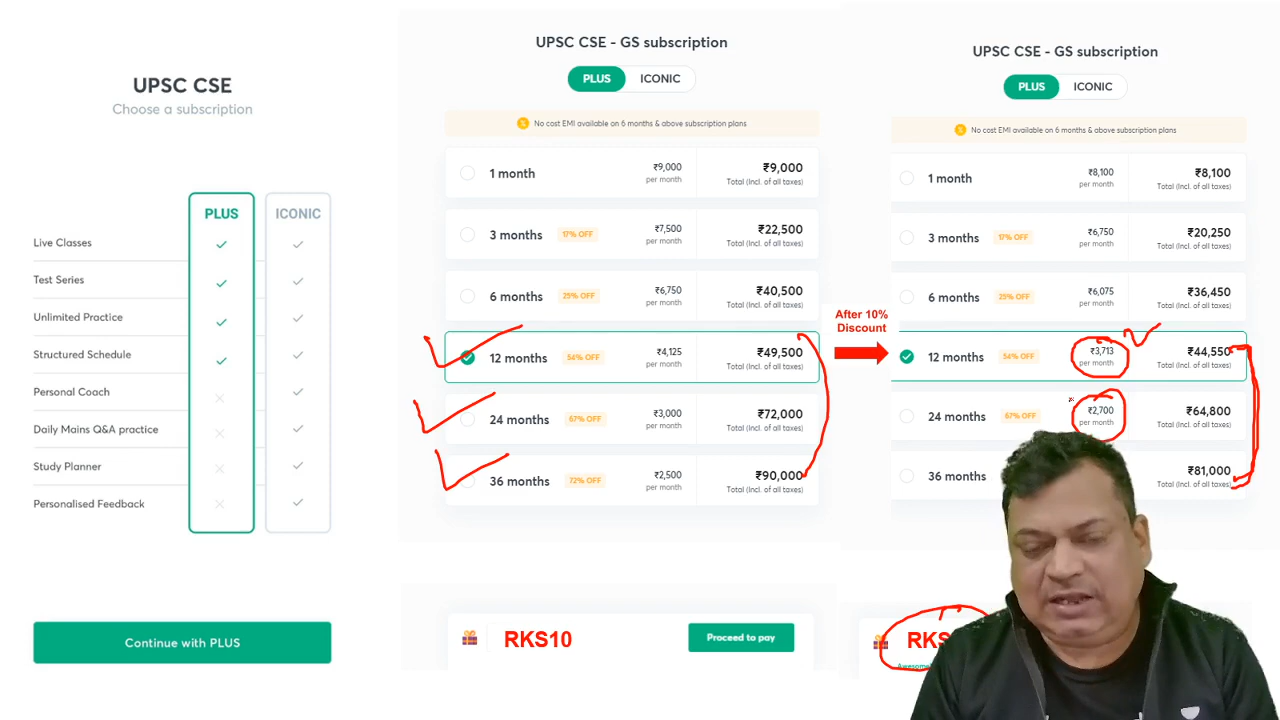 UPSC CSE
Choose a subscription
PLUS
ICONIC
Live Classes
Test Series
Unlimited Practice
Structured Schedule
Personal Coach
Daily Mains Q&A practice
Study Planner
Personalised Feedback
Continue with PLUS
UPSC CSE - GS subscription
PLUS
ICONIC
No cost EMI available on 6 months & above subscription plans
1 month
₹9,000
per month
₹9,000
Total (Incl. of all taxes)
3 months
17% OFF
₹7,500
per month
₹22,500
Total (Incl. of all taxes)
6 months
25% OFF
₹6,750
per month
₹40,500
Total (Incl. of all taxes)
12 months
54% OFF
₹4,125
per month
₹49,500
Total (Incl. of all taxes)
24 months
67% OFF
₹3,000
per month
₹72,000
Total (Incl. of all taxes)
36 months
72% OFF
₹2,500
per month
₹90,000
Total (Incl. of all taxes)
RKS10
Proceed to pay
After 10%
Discount
UPSC CSE - GS subscription
PLUS
ICONIC
No cost EMI available on 6 months & above subscription plans
1 month
₹8,100
per month
₹8,100
Total (Incl. of all taxes)
3 months
17% OFF
₹6,750
per month
₹20,250
Total (Incl. of all taxes)
6 months
25% OFF
₹6,075
per month
₹36,450
Total (Incl. of all taxes)
12 months
54% OFF
₹3,713
per month
₹44,550
Total (Incl. of all taxes)
24 months
67% OFF
₹2,700
per month
₹64,800
Total (Incl. of all taxes)
36 months
₹81,000
Total (Incl. of all taxes)
RKS
Awesome